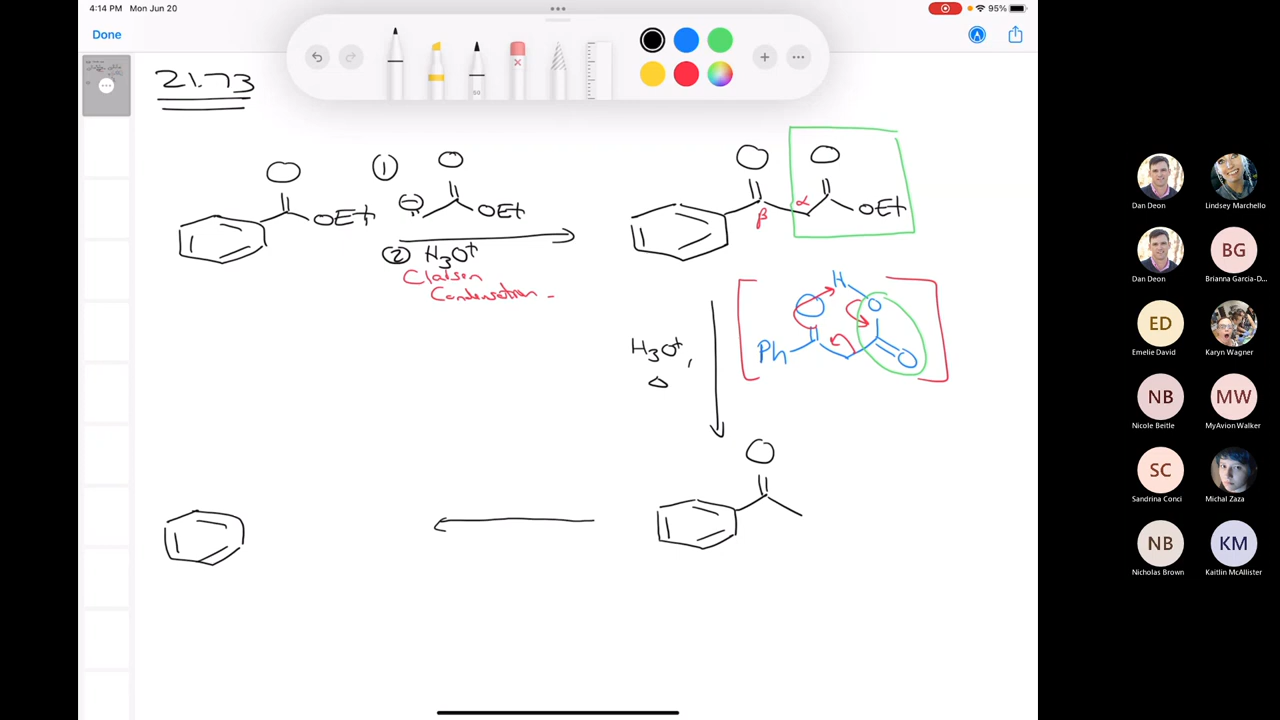 4:14 PM Mon Jun 20
95%
Done
21.73
O
OEt
①
O
⊖
OEt
② H3O+
Claisen
Condensation -
O
O
β
α
OEt
H
O
O
Ph
O
H3O+,
Δ
O
Dan Deon
Lindsey Marchello
Dan Deon
BG
Brianna Garcia-D...
ED
Emelie David
Karyn Wagner
NB
Nicole Beitle
MW
MyAvion Walker
SC
Sandrina Conci
Michal Zaza
NB
Nicholas Brown
KM
Kaitlin McAllister